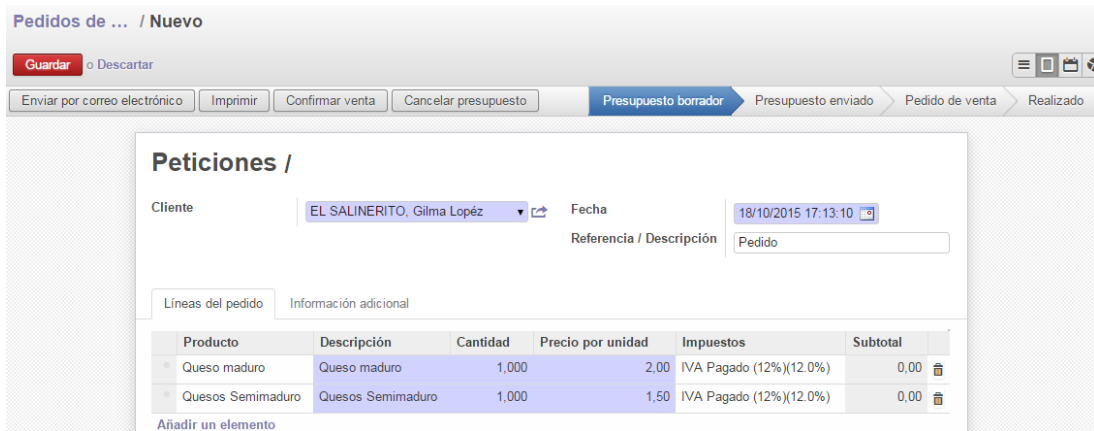 Pedidos de ... / Nuevo
Guardar o Descartar
Enviar por correo electrónico Imprimir Confirmar venta Cancelar presupuesto Presupuesto borrador Presupuesto enviado Pedido de venta Realizado
Peticiones /
Cliente EL SALINERITO, Gilma Lopéz Fecha 18/10/2015 17:13:10
Referencia / Descripción Pedido
Líneas del pedido Información adicional
Producto Descripción Cantidad Precio por unidad Impuestos Subtotal
Queso maduro Queso maduro 1,000 2,00 IVA Pagado (12%)(12.0%) 0,00
Quesos Semimaduro Quesos Semimaduro 1,000 1,50 IVA Pagado (12%)(12.0%) 0,00
Añadir un elemento